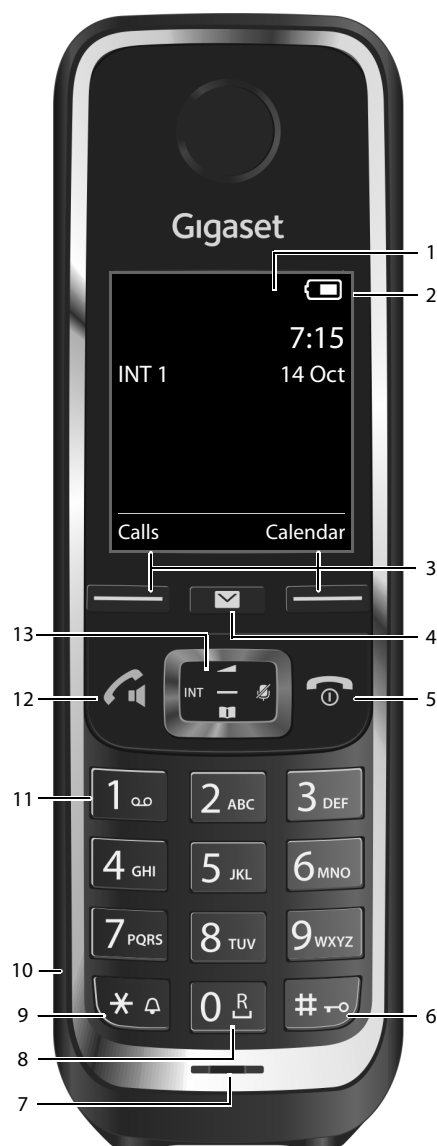 Gigaset
1
2
7:15
INT 1 14 Oct
Calls Calendar
3
4
13
INT
12
5
11
1 2 ABC 3 DEF
4 GHI 5 JKL 6 MNO
7 PQRS 8 TUV 9 WXYZ
10
* 0 R #
9
6
8
7